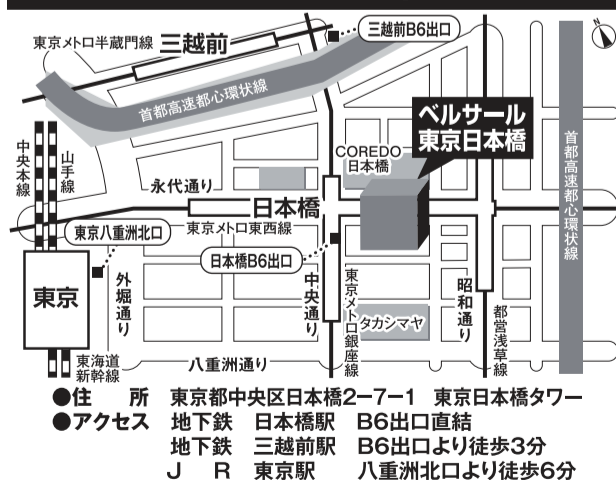 三越前B6出口
東京メトロ半蔵門線
三越前
N
首都高速都心環状線
ベルサール
東京日本橋
COREDO
日本橋
首都高速都心環状線
中央本線
山手線
永代通り
日本橋
東京メトロ東西線
東京八重洲北口
日本橋B6出口
東京
外堀通り
中央通り
東京メトロ銀座線
タカシマヤ
昭和通り
都営浅草線
東海道
新幹線
八重洲通り
●住　所　東京都中央区日本橋2-7-1　東京日本橋タワー
●アクセス　地下鉄　日本橋駅　B6出口直結
地下鉄　三越前駅　B6出口より徒歩3分
J　R　東京駅　八重洲北口より徒歩6分